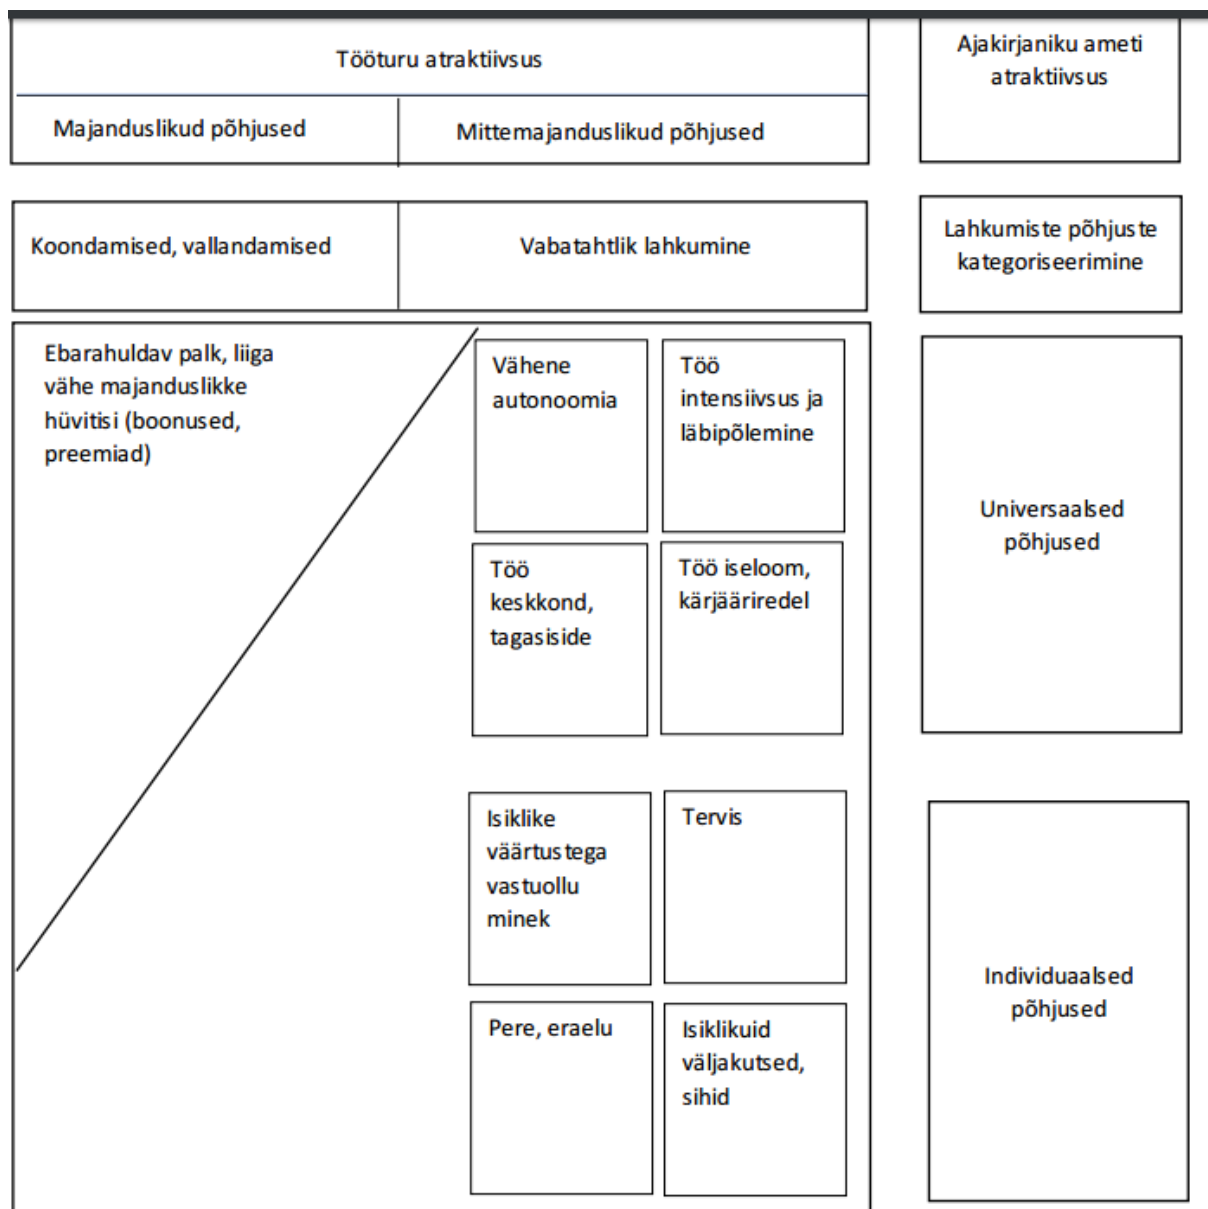 Tööturu atraktiivsus
Ajakirjaniku ameti
atraktiivsus
Majanduslikud põhjused
Mittemajanduslikud põhjused
Koondamised, vallandamised
Vabatahtlik lahkumine
Lahkumiste põhjuste
kategoriseerimine
Ebarahuldav palk, liiga
vähe majanduslikke
hüvitisi (boonused,
preemiad)
Vähene
autonoomia
Töö
intensiivsus ja
läbipõlemine
Universaalsed
põhjused
Töö
keskkond,
tagasiside
Töö iseloom,
kärjääriredel
Isiklike
väärtustega
vastuollu
minek
Tervis
Individuaalsed
põhjused
Pere, eraelu
Isiklikuid
väljakutsed,
sihid